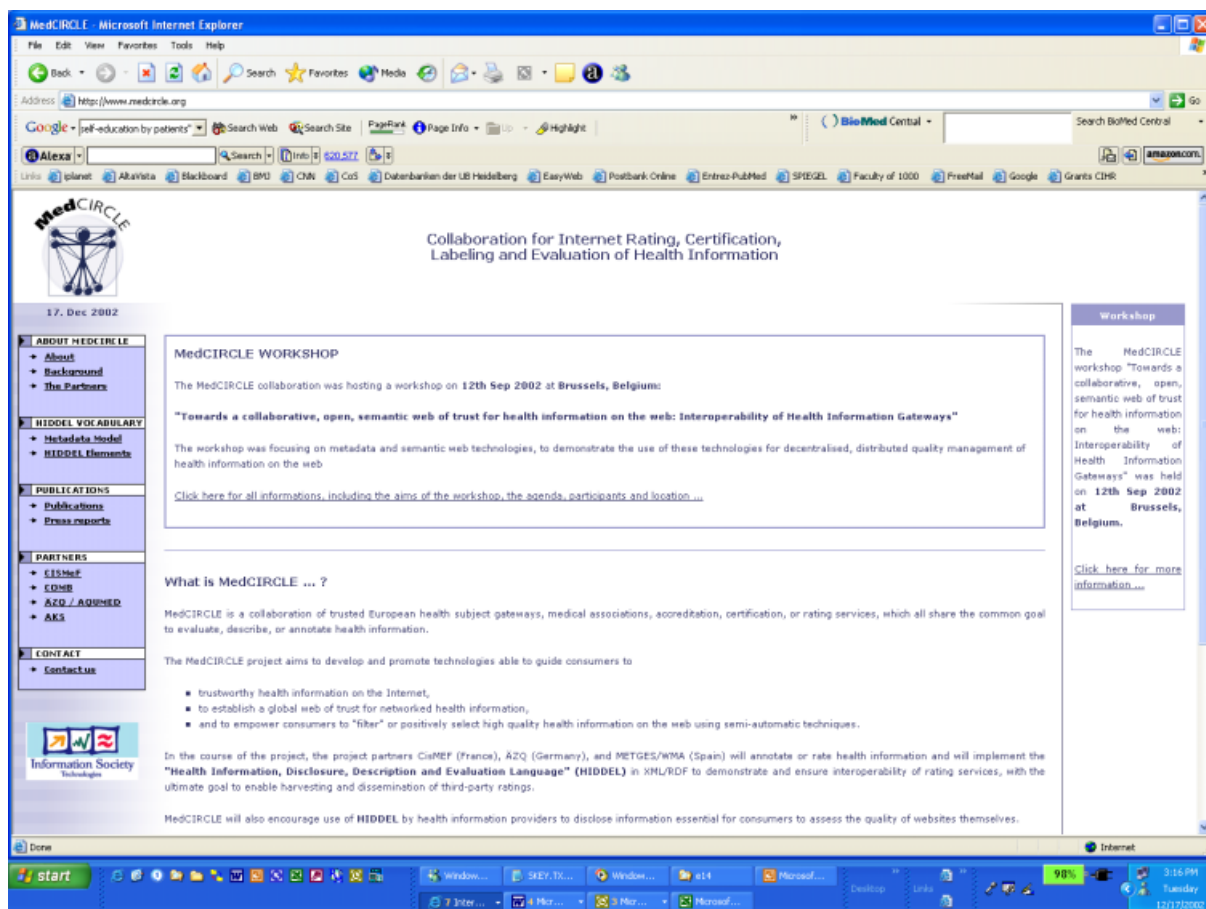 MedCIRCLE - Microsoft Internet Explorer
File Edit View Favorites Tools Help
Back Search Favorites Media
Address http://www.medcircle.org Go
Google self-education by patients" Search Web Search Site PageRank Page Info Up Highlight » BioMed Central Search BioMed Central
Alexa Search Info 620,577 amazon.com.
Links iplanet AltaVista Blackboard BMJ CNN CoS Datenbanken der UB Heidelberg EasyWeb Postbank Online Entrez-PubMed SPIEGEL Faculty of 1000 FreeMail Google Grants CIHR
MedCIRCLE
Collaboration for Internet Rating, Certification,
Labeling and Evaluation of Health Information
17. Dec 2002
ABOUT MEDCIRCLE
About
Background
The Partners
HIDDEL VOCABULARY
Metadata Model
HIDDEL Elements
PUBLICATIONS
Publications
Press reports
PARTNERS
CISMeF
COMB
AZQ / AQUMED
AKS
CONTACT
Contact us
Information Society
Technologies
MedCIRCLE WORKSHOP
The MedCIRCLE collaboration was hosting a workshop on 12th Sep 2002 at Brussels, Belgium:
"Towards a collaborative, open, semantic web of trust for health information on the web: Interoperability of Health Information Gateways"
The workshop was focusing on metadata and semantic web technologies, to demonstrate the use of these technologies for decentralised, distributed quality management of
health information on the web
Click here for all informations, including the aims of the workshop, the agenda, participants and location ...
What is MedCIRCLE ... ?
MedCIRCLE is a collaboration of trusted European health subject gateways, medical associations, accreditation, certification, or rating services, which all share the common goal
to evaluate, describe, or annotate health information.
The MedCIRCLE project aims to develop and promote technologies able to guide consumers to
trustworthy health information on the Internet,
to establish a global web of trust for networked health information,
and to empower consumers to "filter" or positively select high quality health information on the web using semi-automatic techniques.
In the course of the project, the project partners CisMEF (France), ÄZQ (Germany), and METGES/WMA (Spain) will annotate or rate health information and will implement the
"Health Information, Disclosure, Description and Evaluation Language" (HIDDEL) in XML/RDF to demonstrate and ensure interoperability of rating services, with the
ultimate goal to enable harvesting and dissemination of third-party ratings.
MedCIRCLE will also encourage use of HIDDEL by health information providers to disclose information essential for consumers to assess the quality of websites themselves.
Workshop
The MedCIRCLE
workshop "Towards a
collaborative, open,
semantic web of trust
for health information
on the web:
Interoperability of
Health Information
Gateways" was held
on 12th Sep 2002
at Brussels,
Belgium.
Click here for more
information ...
Done Internet
start Window... SKEY.TX... Window... e14 Microsof... Desktop Links 98% 3:16 PM
7 Inter... 4 Micr... 3 Micr... Microsof... Tuesday
12/17/2002